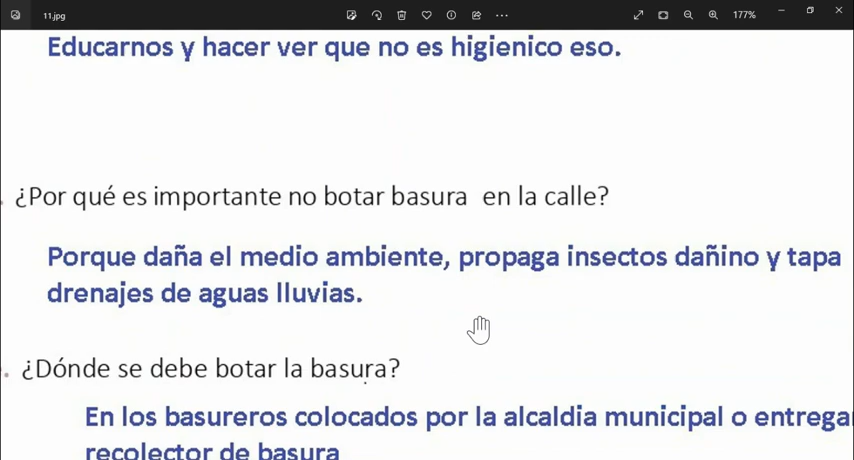 11.jpg
177%
Educarnos y hacer ver que no es higienico eso.
¿Por qué es importante no botar basura en la calle?
Porque daña el medio ambiente, propaga insectos dañino y tapa
drenajes de aguas lluvias.
¿Dónde se debe botar la basura?
En los basureros colocados por la alcaldia municipal o
recolector de basura